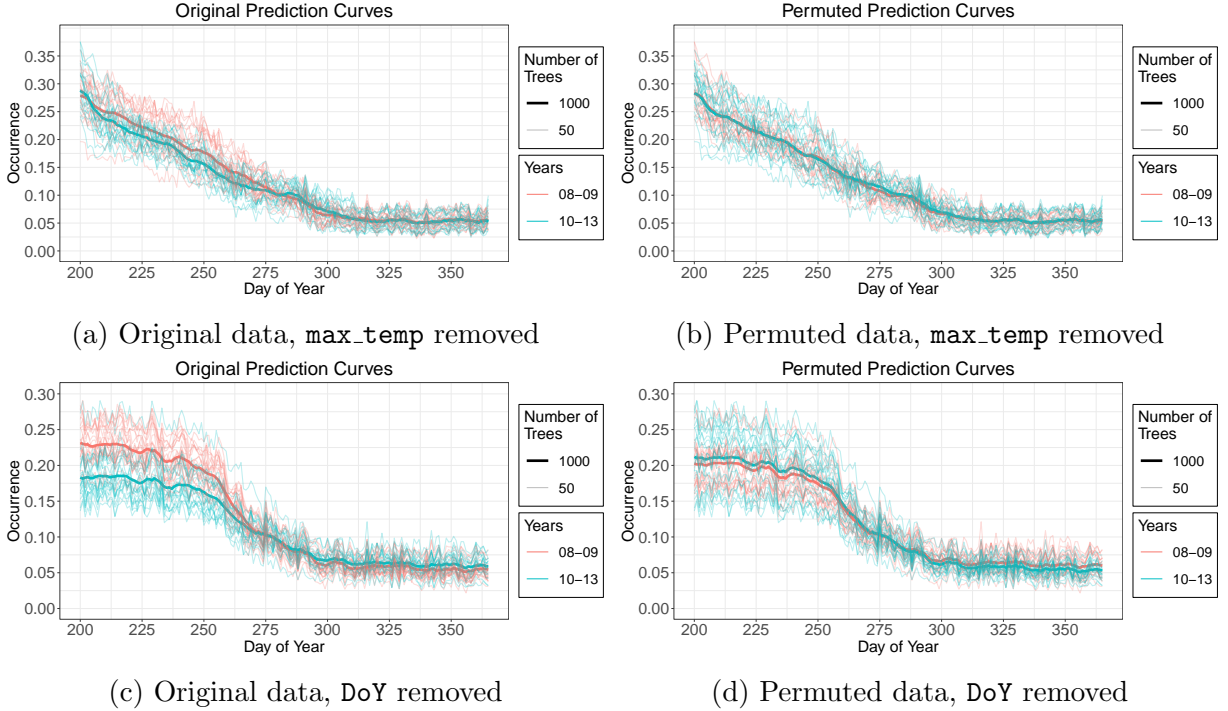 Original Prediction Curves
0.35
0.30
0.25
0.20
0.15
0.10
0.05
0.00
Occurrence
200 225 250 275 300 325 350
Day of Year
Number of
Trees
1000
50
Years
08–09
10–13
(a) Original data, max_temp removed
Permuted Prediction Curves
0.35
0.30
0.25
0.20
0.15
0.10
0.05
0.00
Occurrence
200 225 250 275 300 325 350
Day of Year
Number of
Trees
1000
50
Years
08–09
10–13
(b) Permuted data, max_temp removed
Original Prediction Curves
0.30
0.25
0.20
0.15
0.10
0.05
0.00
Occurrence
200 225 250 275 300 325 350
Day of Year
Number of
Trees
1000
50
Years
08–09
10–13
(c) Original data, DoY removed
Permuted Prediction Curves
0.30
0.25
0.20
0.15
0.10
0.05
0.00
Occurrence
200 225 250 275 300 325 350
Day of Year
Number of
Trees
1000
50
Years
08–09
10–13
(d) Permuted data, DoY removed